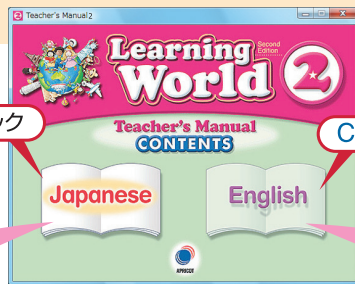 Teacher's Manual2
Learning
Second
Edition
World
2
Teacher's Manual
CONTENTS
ック
C
Japanese
English
APRICOT